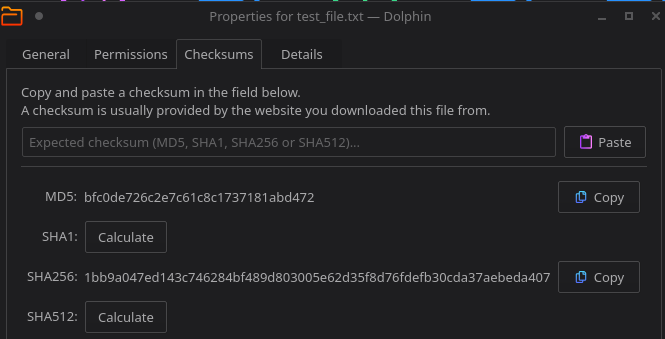 Properties for test_file.txt — Dolphin
General Permissions Checksums Details
Copy and paste a checksum in the field below.
A checksum is usually provided by the website you downloaded this file from.
Expected checksum (MD5, SHA1, SHA256 or SHA512)... Paste
MD5: bfc0de726c2e7c61c8c1737181abd472 Copy
SHA1: Calculate
SHA256: 1bb9a047ed143c746284bf489d803005e62d35f8d76fdefb30cda37aebeda407 Copy
SHA512: Calculate